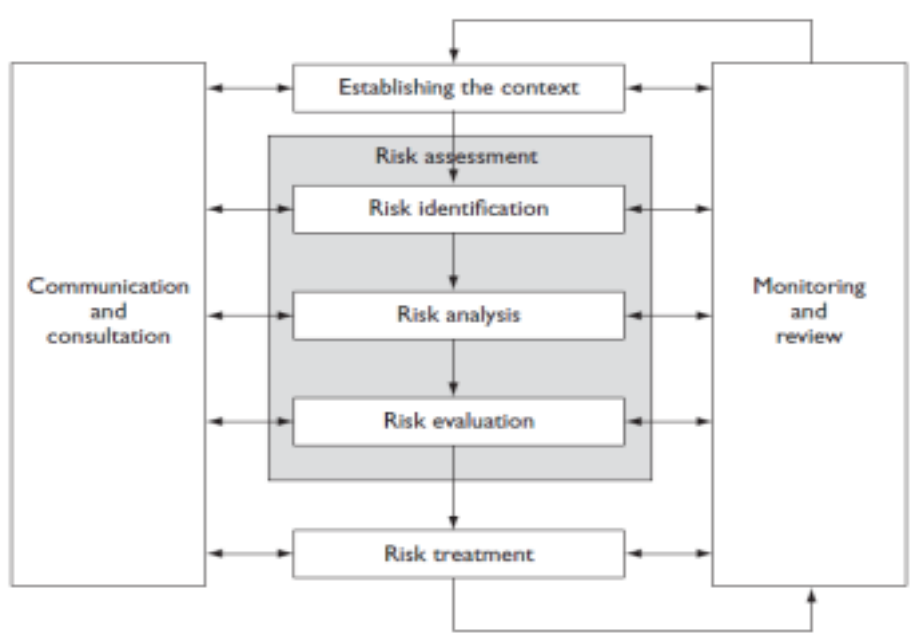 Establishing the context
Risk assessment
Risk identification
Communication
and
consultation
Risk analysis
Monitoring
and
review
Risk evaluation
Risk treatment